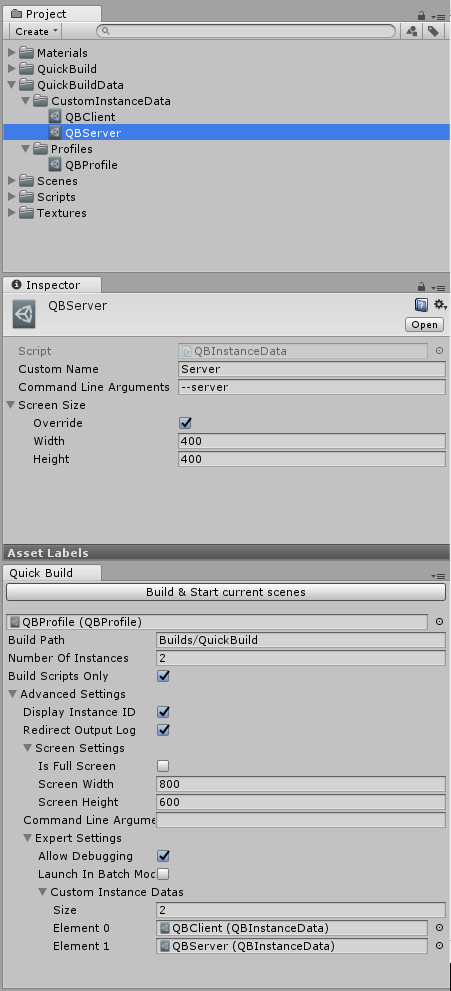 Project
Create
Materials
QuickBuild
QuickBuildData
CustomInstanceData
QBClient
QBServer
Profiles
QBProfile
Scenes
Scripts
Textures
Inspector
QBServer
Open
Script QBInstanceData
Custom Name Server
Command Line Arguments --server
Screen Size
Override
Width 400
Height 400
Asset Labels
Quick Build
Build & Start current scenes
QBProfile (QBProfile)
Build Path Builds/QuickBuild
Number Of Instances 2
Build Scripts Only
Advanced Settings
Display Instance ID
Redirect Output Log
Screen Settings
Is Full Screen
Screen Width 800
Screen Height 600
Command Line Argume
Expert Settings
Allow Debugging
Launch In Batch Moc
Custom Instance Datas
Size 2
Element 0 QBClient (QBInstanceData)
Element 1 QBServer (QBInstanceData)